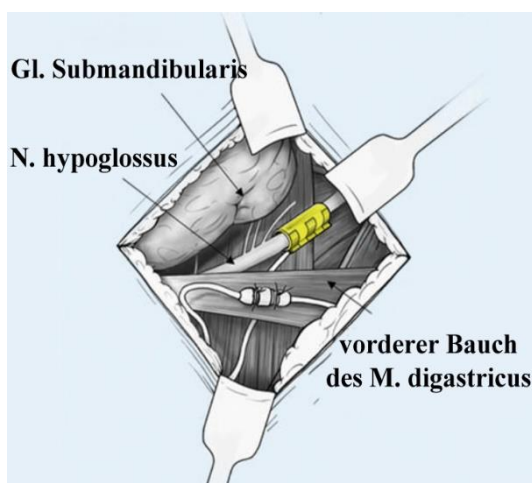 Gl. Submandibularis
N. hypoglossus
vorderer Bauch
des M. digastricus